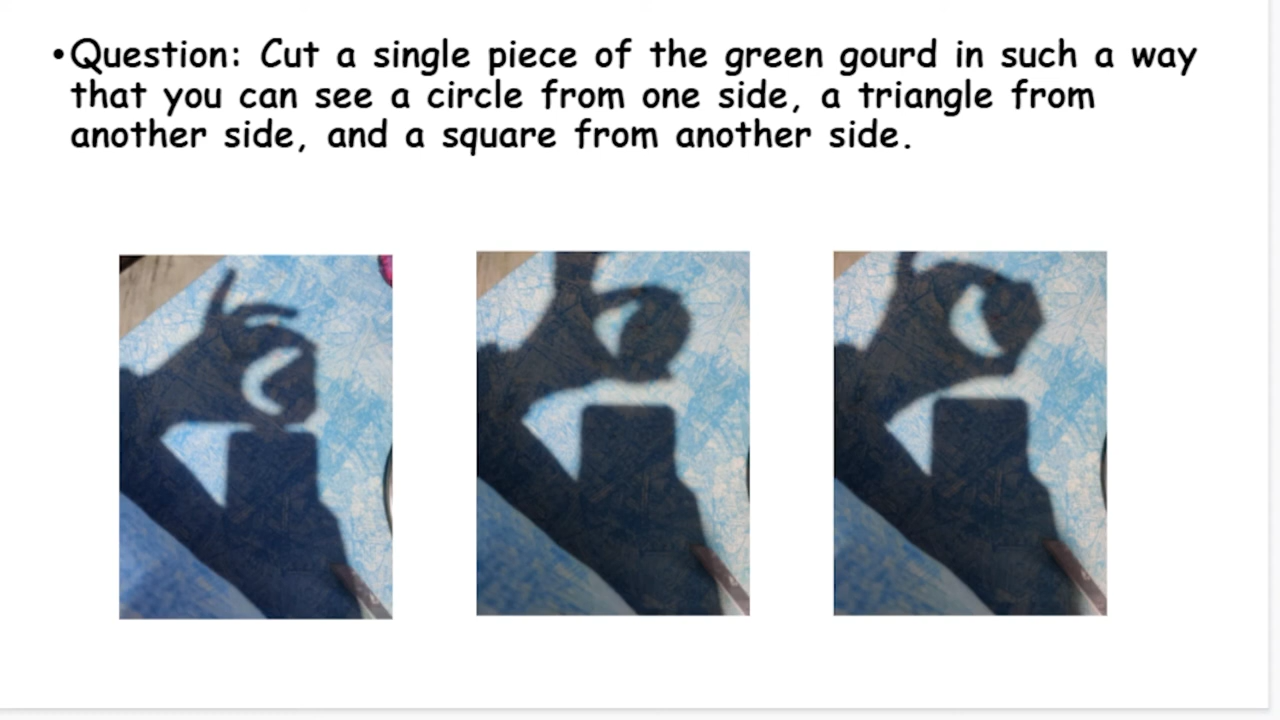 •Question: Cut a single piece of the green gourd in such a way
that you can see a circle from one side, a triangle from
another side, and a square from another side.